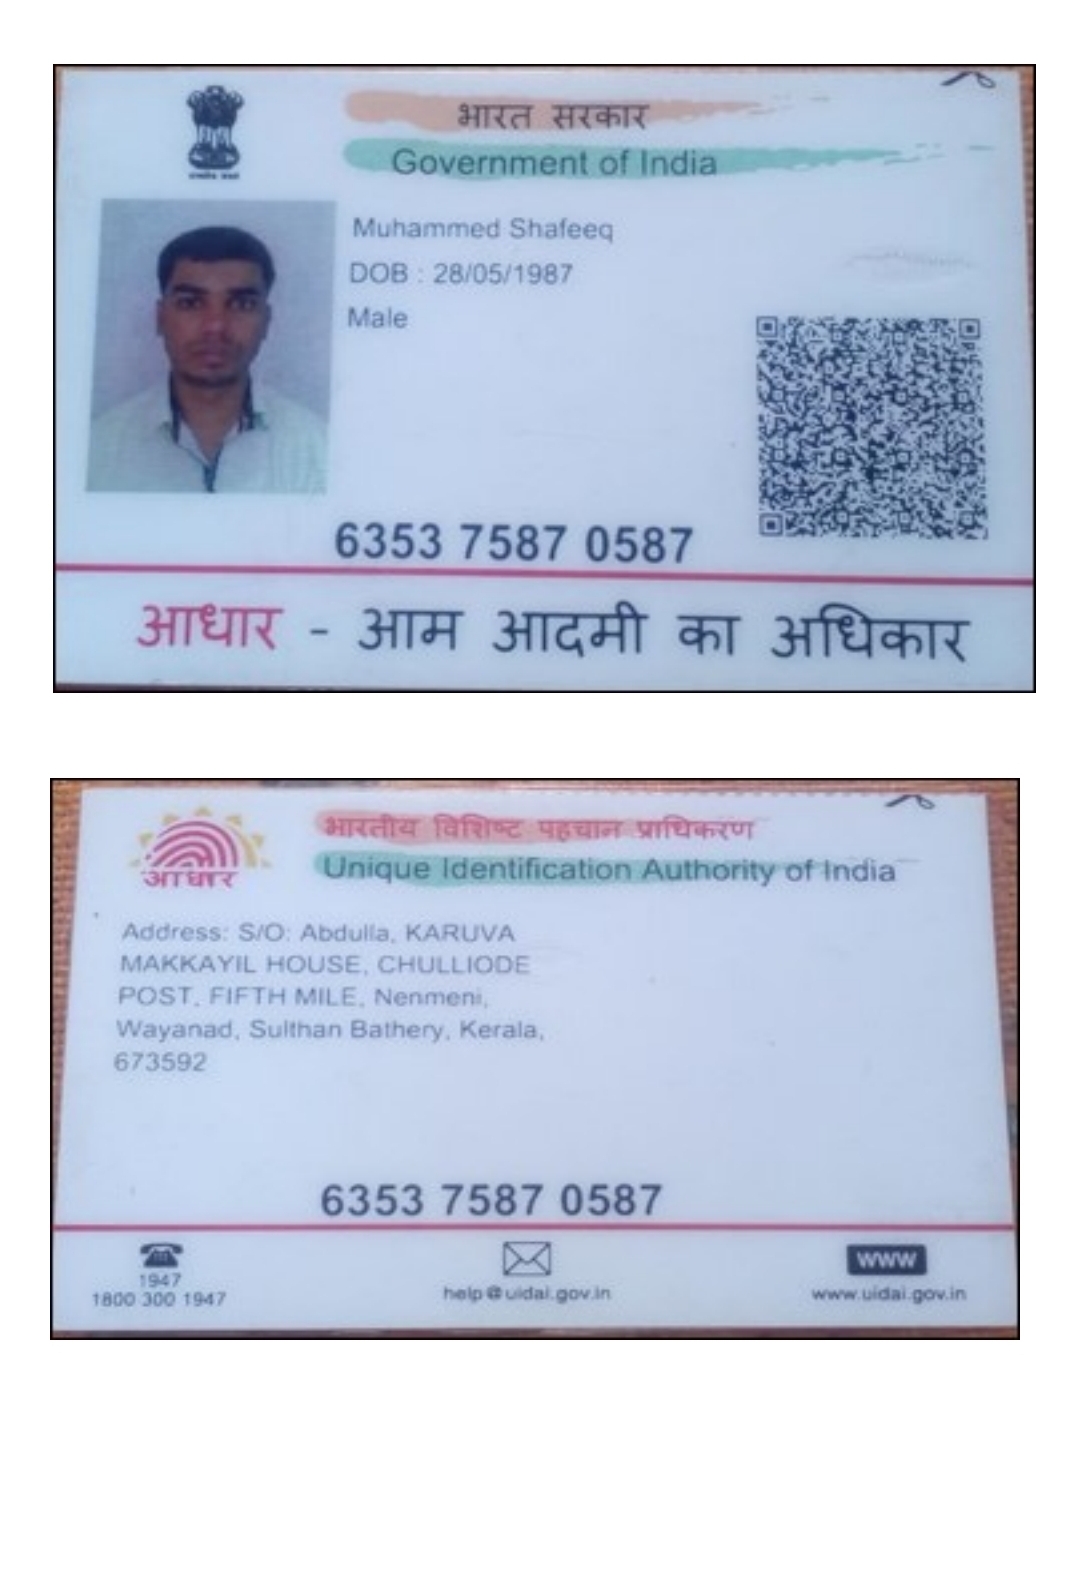 भारत सरकार
Government of India
Muhammed Shafeeq
DOB : 28/05/1987
Male
6353 7587 0587
आधार - आम आदमी का अधिकार
भारतीय विशिष्ट पहचान प्राधिकरण
Unique Identification Authority of India
आधार
Address: S/O: Abdulla, KARUVA
MAKKAYIL HOUSE, CHULLIODE
POST, FIFTH MILE, Nenmeni,
Wayanad, Sulthan Bathery, Kerala,
673592
6353 7587 0587
1947
1800 300 1947
help@uidai.gov.in
www
www.uidai.gov.in